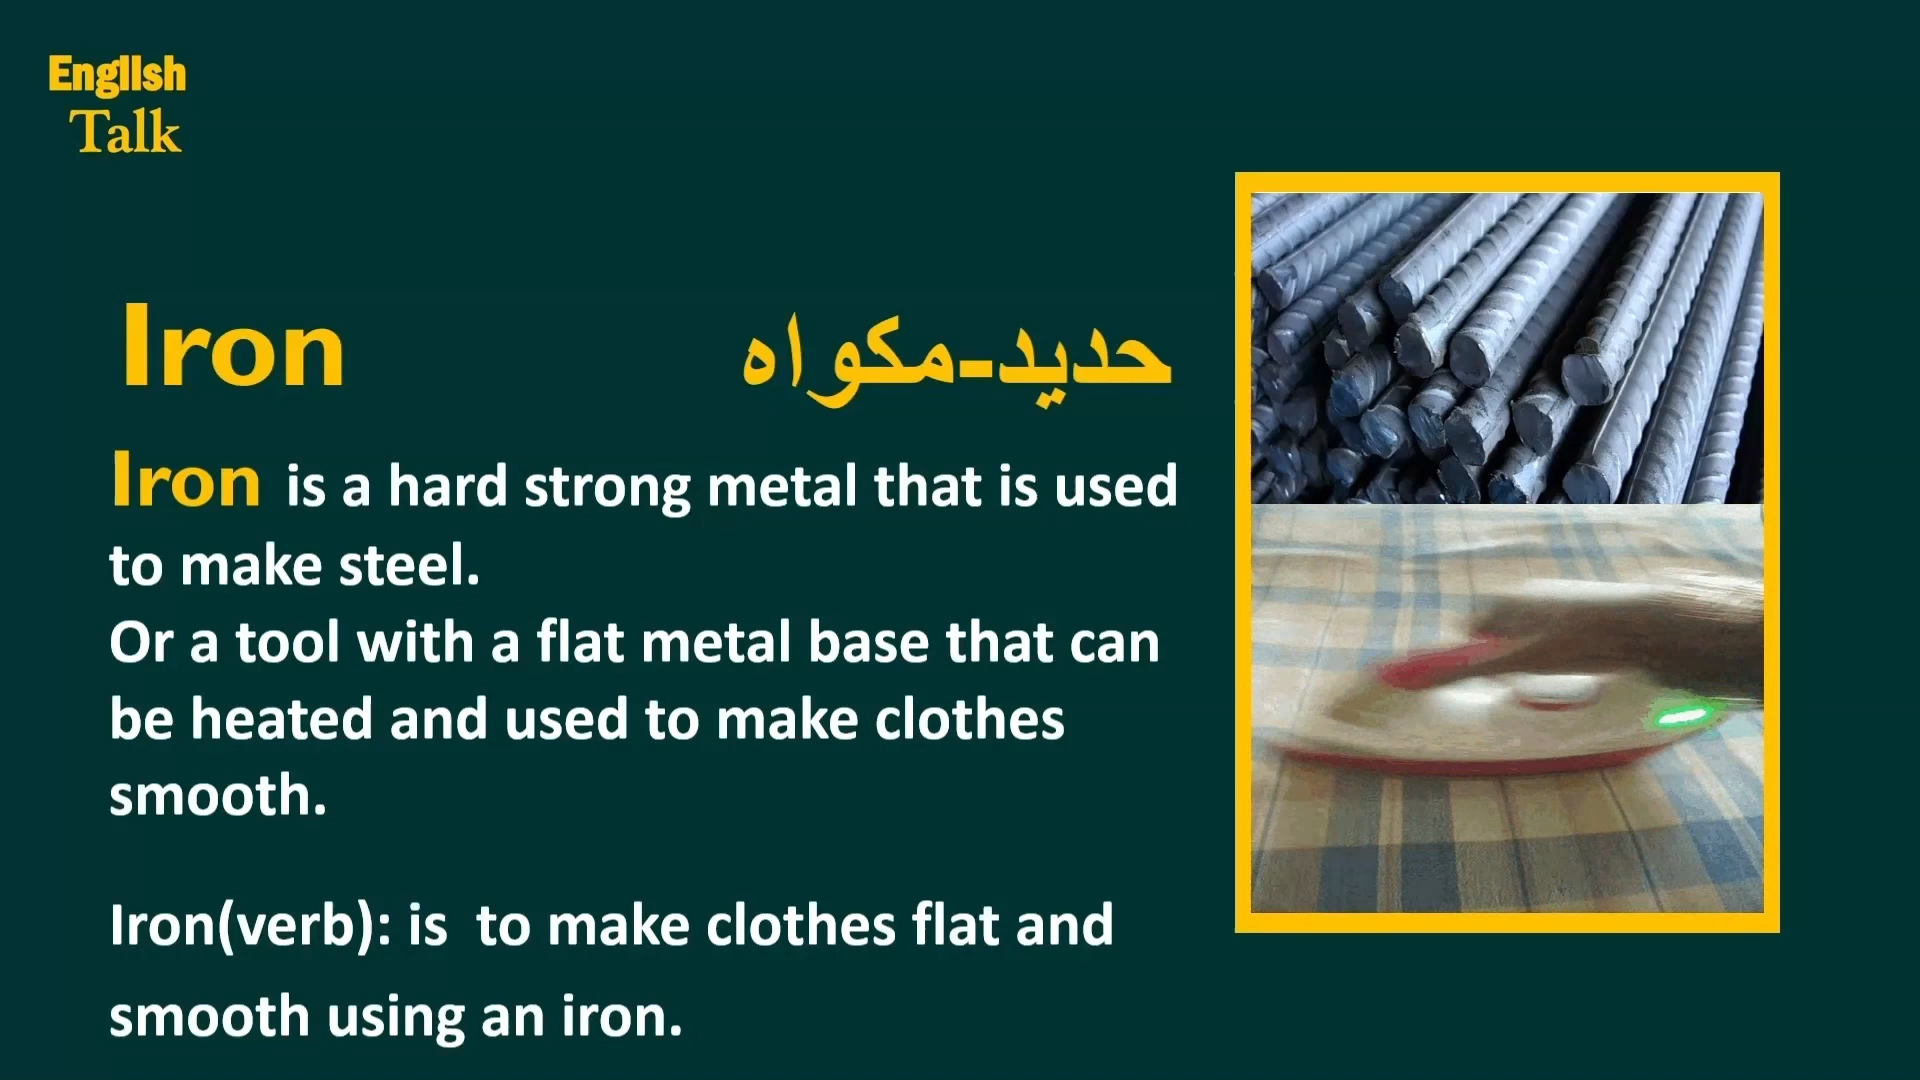 English
Talk
Iron حديد-مكواه
Iron is a hard strong metal that is used
to make steel.
Or a tool with a flat metal base that can
be heated and used to make clothes
smooth.
Iron(verb): is  to make clothes flat and
smooth using an iron.